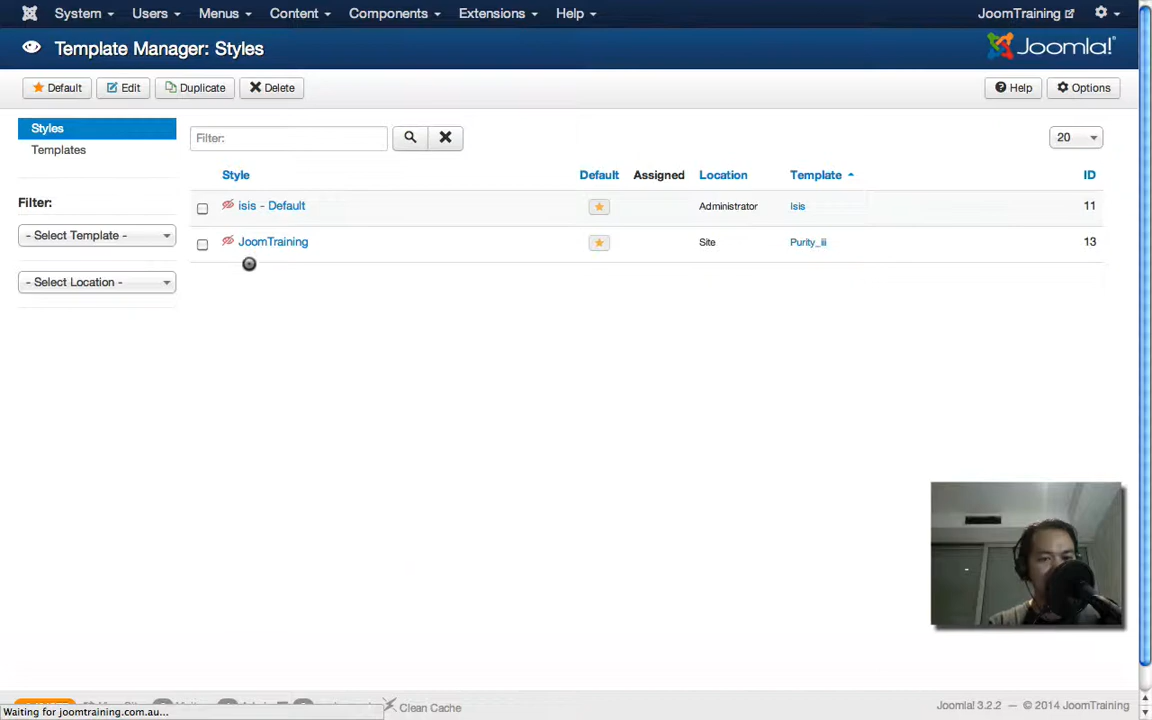 System Users Menus Content Components Extensions Help JoomTraining
Template Manager: Styles Joomla!®
Default Edit Duplicate Delete Help Options
Styles
Templates
Filter:
- Select Template -
- Select Location -
Filter: 20
Style Default Assigned Location Template ID
isis - Default Administrator Isis 11
JoomTraining Site Purity_iii 13
Waiting for joomtraining.com.au...
Clean Cache
Joomla! 3.2.2 — © 2014 JoomTraining